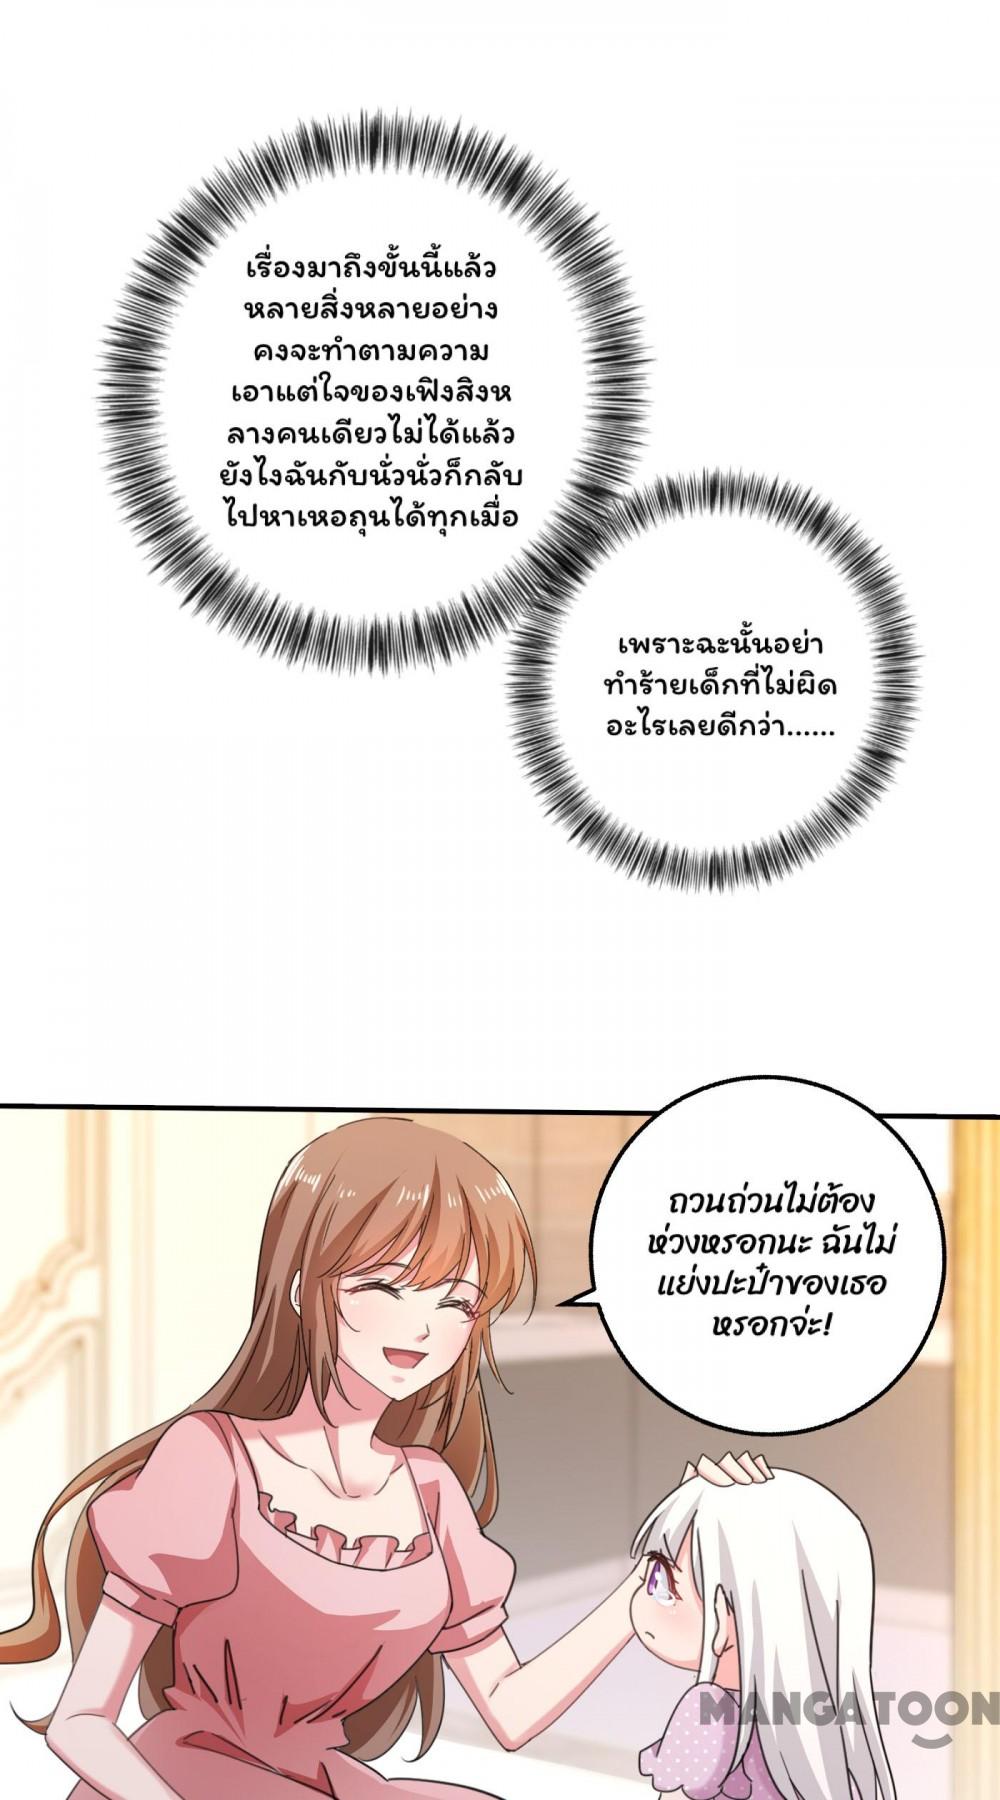 เรื่องมาถึงขั้นนี้แล้ว
หลายสิ่งหลายอย่าง
คงจะทำตามความ
เอาแต่ใจของเฟิงสิงห
ลางคนเดียวไม่ได้แล้ว
ยังไงฉันกับนั่วนั่วก็กลับ
ไปหาเหอถุนได้ทุกเมื่อ
เพราะฉะนั้นอย่า
ทำร้ายเด็กที่ไม่ผิด
อะไรเลยดีกว่า......
ถวนถ่วนไม่ต้อง
ห่วงหรอกนะ ฉันไม่
แย่งปะป๋าของเธอ
หรอกจ่ะ!
MANGATOON